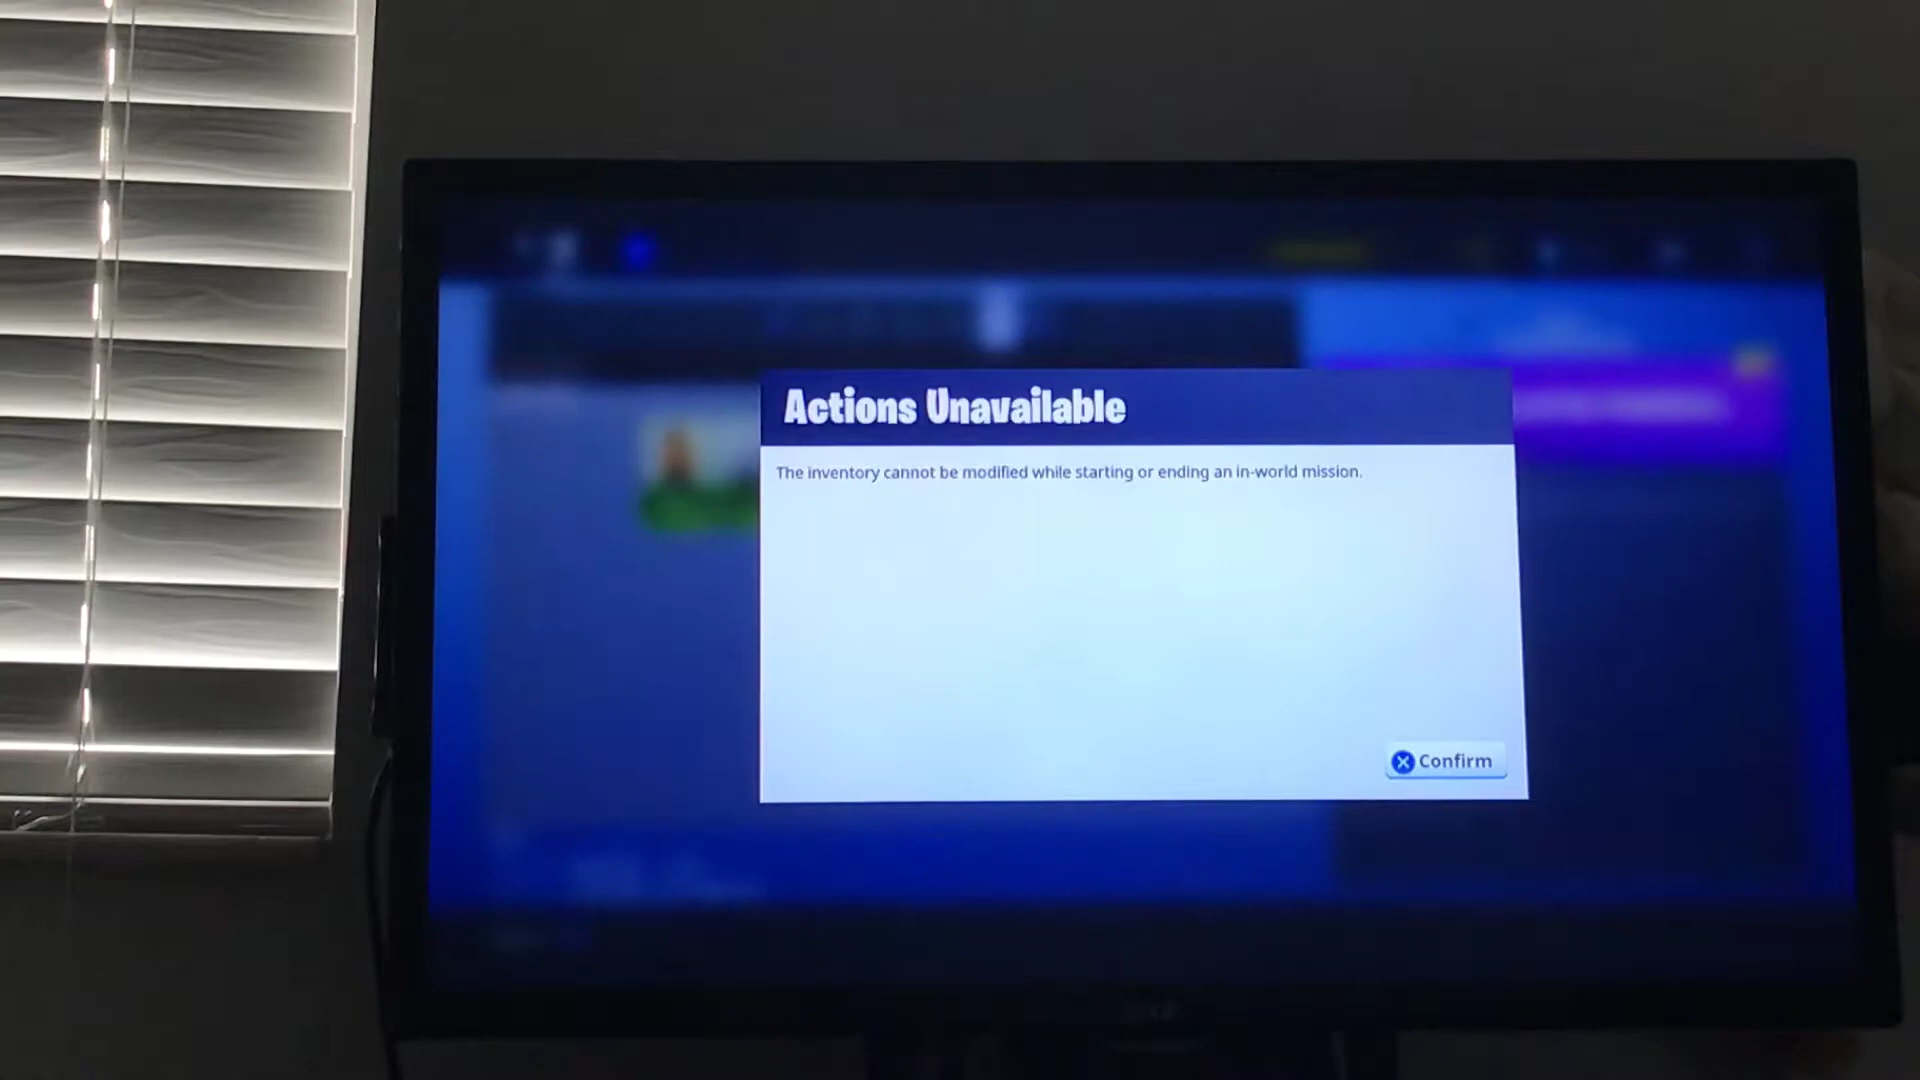 Actions Unavailable
The inventory cannot be modified while starting or ending an in-world mission.
Confirm